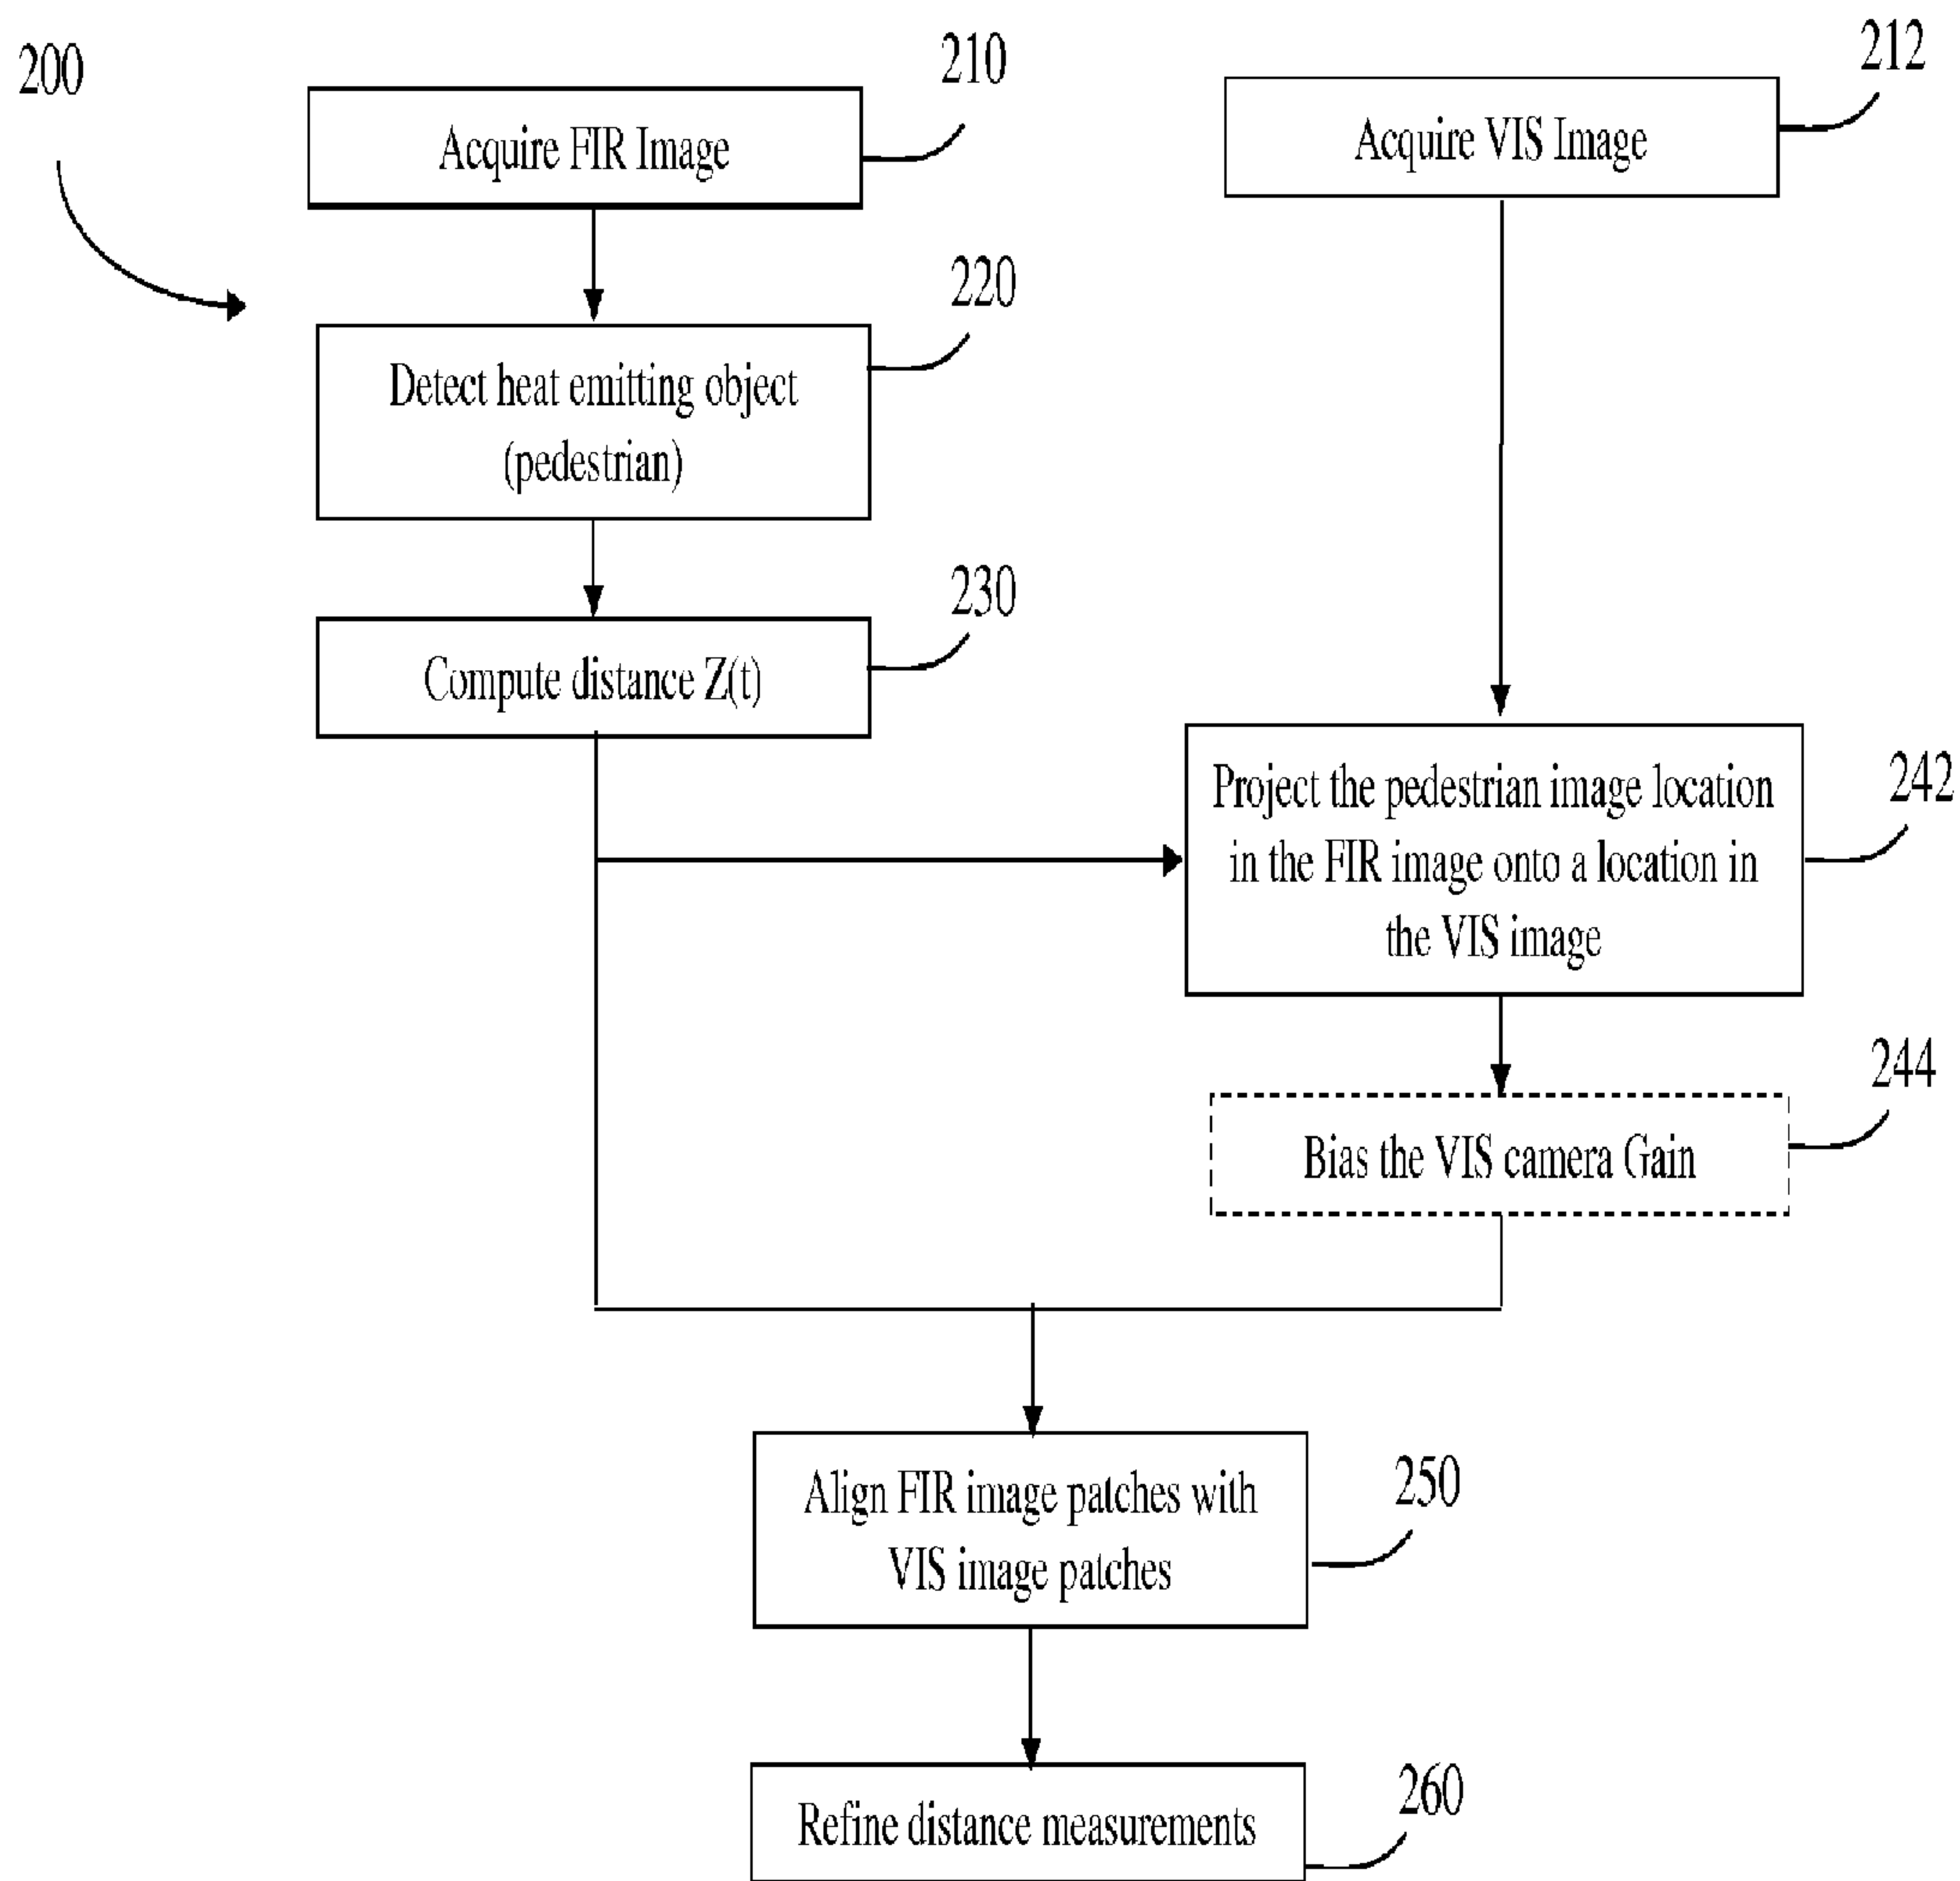 200
210
Acquire FIR Image
212
Acquire VIS Image
220
Detect heat emitting object
(pedestrian)
230
Compute distance Z(t)
242
Project the pedestrian image location
in the FIR image onto a location in
the VIS image
244
Bias the VIS camera Gain
250
Align FIR image patches with
VIS image patches
260
Refine distance measurements